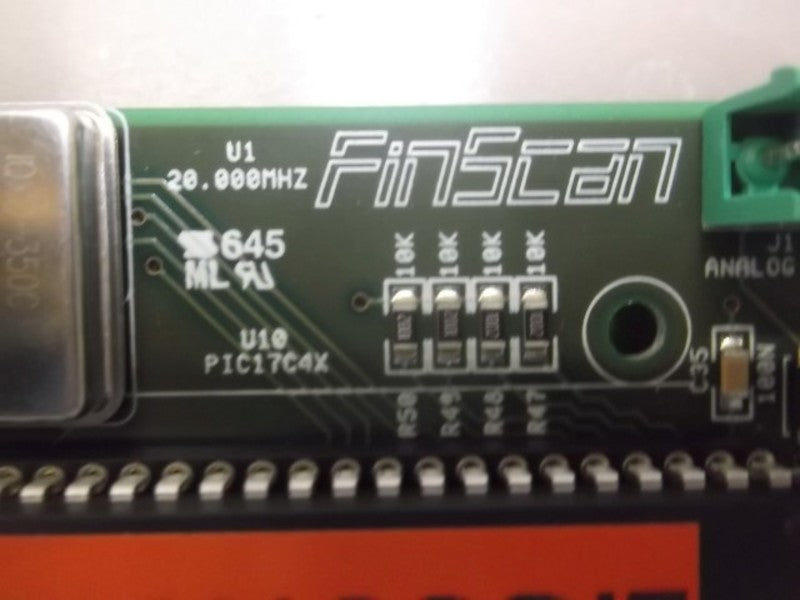 U1
20.000MHZ
FinScan
645
ML
U10
PIC17C4X
10K
10K
10K
10K
R50
R49
R48
R47
J1
ANALOG
C35
100N